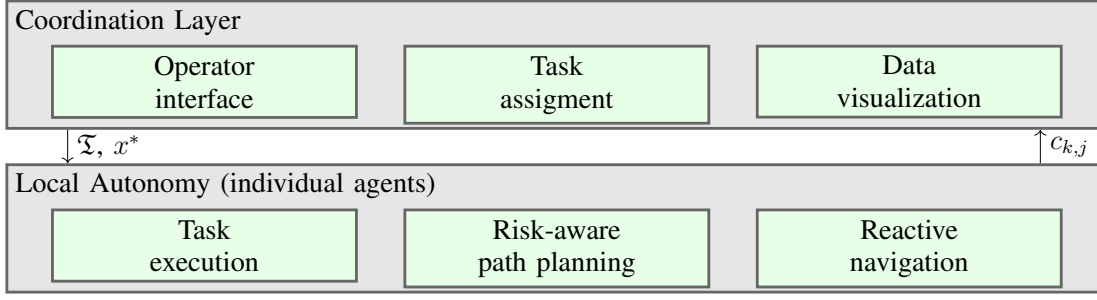 Coordination Layer
Operator
interface
Task
assigment
Data
visualization
𝔗, x*
c_{k,j}
Local Autonomy (individual agents)
Task
execution
Risk-aware
path planning
Reactive
navigation